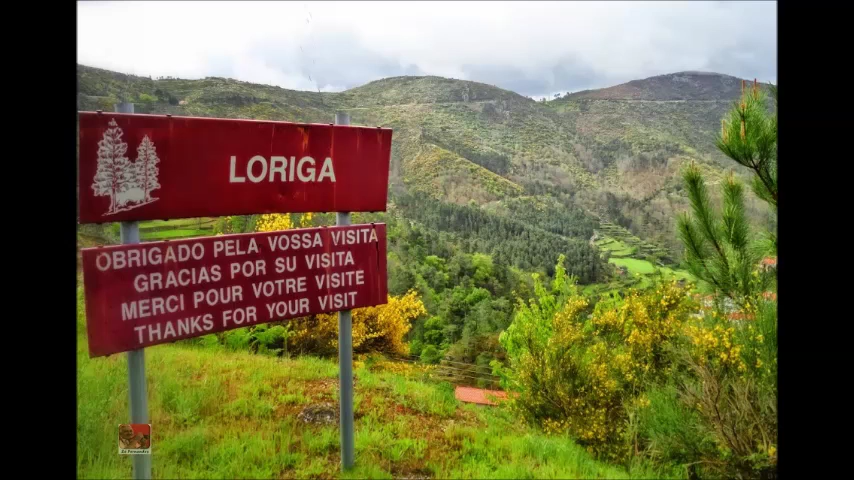 LORIGA
OBRIGADO PELA VOSSA VISITA
GRACIAS POR SU VISITA
MERCI POUR VOTRE VISITE
THANKS FOR YOUR VISIT